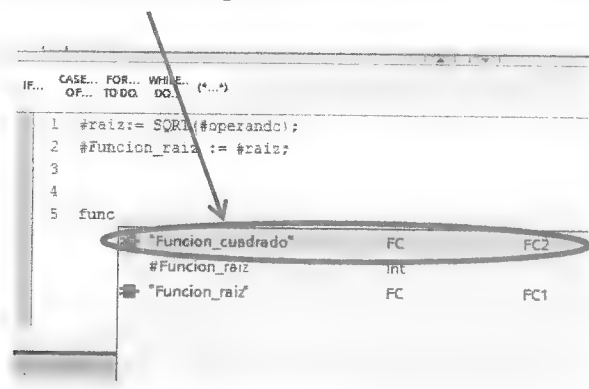 IF... CASE... FOR... WHILE.. (*...*)
OF... TO DO. DO...
1 #raiz:= SQRT(#operando);
2 #Funcion_raiz := #raiz;
3
4
5 func
"Funcion_cuadrado" FC FC2
#Funcion_raiz Int
"Funcion_raiz" FC FC1